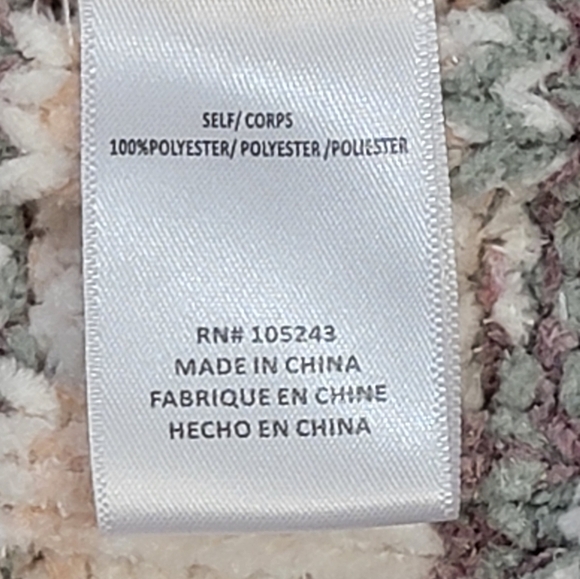 SELF/ CORPS
100%POLYESTER/ POLYESTER /POLIESTER
RN# 105243
MADE IN CHINA
FABRIQUE EN CHINE
HECHO EN CHINA